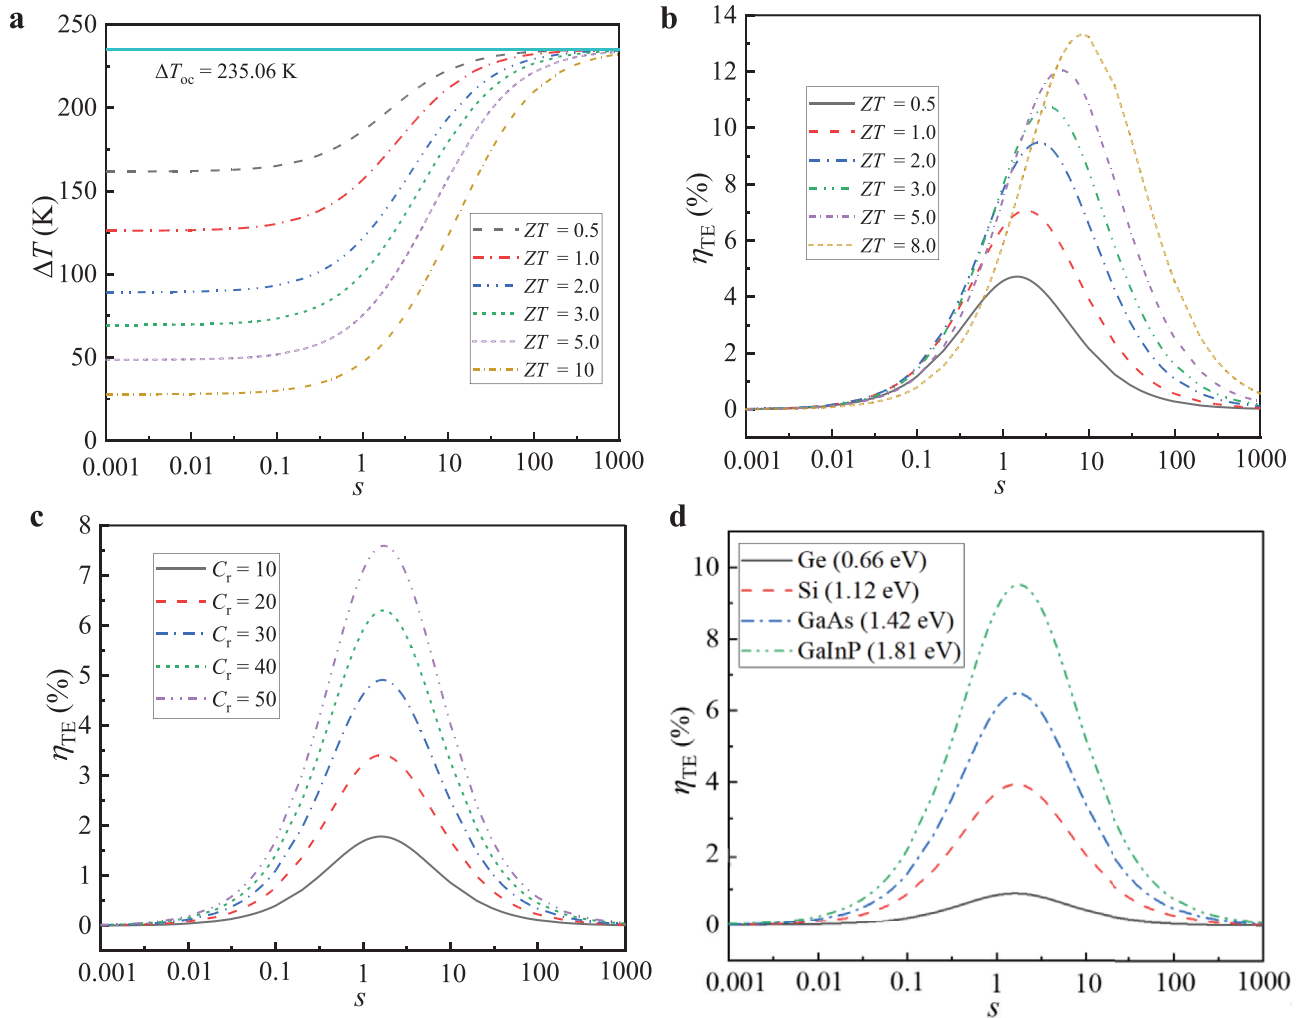 a
250
200
150
100
50
0
ΔT (K)
ΔToc = 235.06 K
ZT = 0.5
ZT = 1.0
ZT = 2.0
ZT = 3.0
ZT = 5.0
ZT = 10
0.001 0.01 0.1 1 10 100 1000
s
b
14
12
10
8
6
4
2
0
ηTE (%)
ZT = 0.5
ZT = 1.0
ZT = 2.0
ZT = 3.0
ZT = 5.0
ZT = 8.0
0.001 0.01 0.1 1 10 100 1000
s
c
8
7
6
5
4
3
2
1
0
ηTE (%)
Cr = 10
Cr = 20
Cr = 30
Cr = 40
Cr = 50
0.001 0.01 0.1 1 10 100 1000
s
d
10
8
6
4
2
0
ηTE (%)
Ge (0.66 eV)
Si (1.12 eV)
GaAs (1.42 eV)
GaInP (1.81 eV)
0.001 0.01 0.1 1 10 100 1000
s